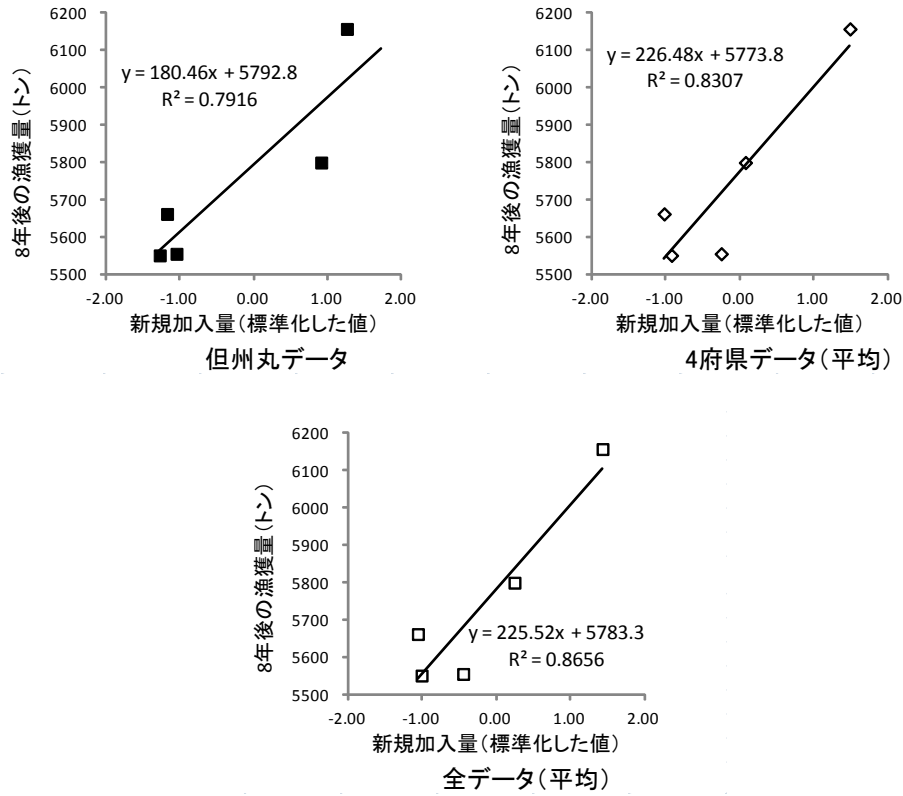 6200
6100
6000
5900
5800
5700
5600
5500
8年後の漁獲量(トン)
y = 180.46x + 5792.8
R² = 0.7916
-2.00 -1.00 0.00 1.00 2.00
新規加入量(標準化した値)
但州丸データ
6200
6100
6000
5900
5800
5700
5600
5500
8年後の漁獲量(トン)
y = 226.48x + 5773.8
R² = 0.8307
-2.00 -1.00 0.00 1.00 2.00
新規加入量(標準化した値)
4府県データ(平均)
6200
6100
6000
5900
5800
5700
5600
5500
8年後の漁獲量(トン)
y = 225.52x + 5783.3
R² = 0.8656
-2.00 -1.00 0.00 1.00 2.00
新規加入量(標準化した値)
全データ(平均)